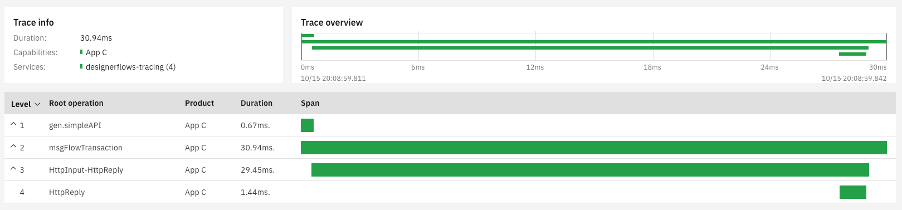 Trace info
Duration: 30.94ms
Capabilities: App C
Services: designerflows-tracing (4)
Trace overview
0ms 6ms 12ms 18ms 24ms 30ms
10/15 20:08:59.811 10/15 20:08:59.842
Level Root operation Product Duration Span
1 gen.simpleAPI App C 0.67ms.
2 msgFlowTransaction App C 30.94ms.
3 HttpInput-HttpReply App C 29.45ms.
4 HttpReply App C 1.44ms.